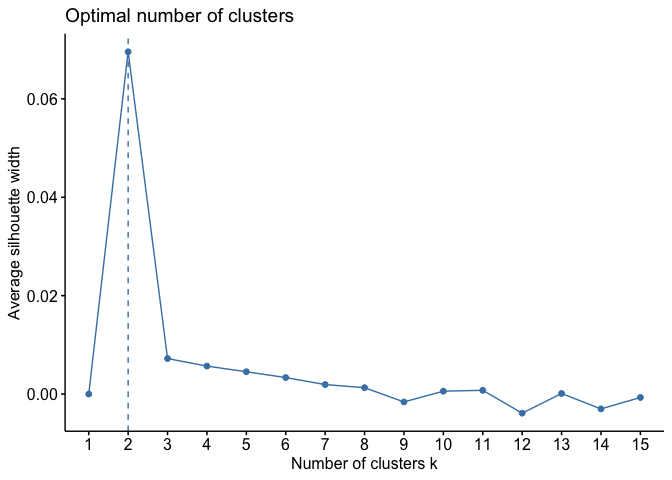 Optimal number of clusters
Average silhouette width
0.06
0.04
0.02
0.00
1 2 3 4 5 6 7 8 9 10 11 12 13 14 15
Number of clusters k